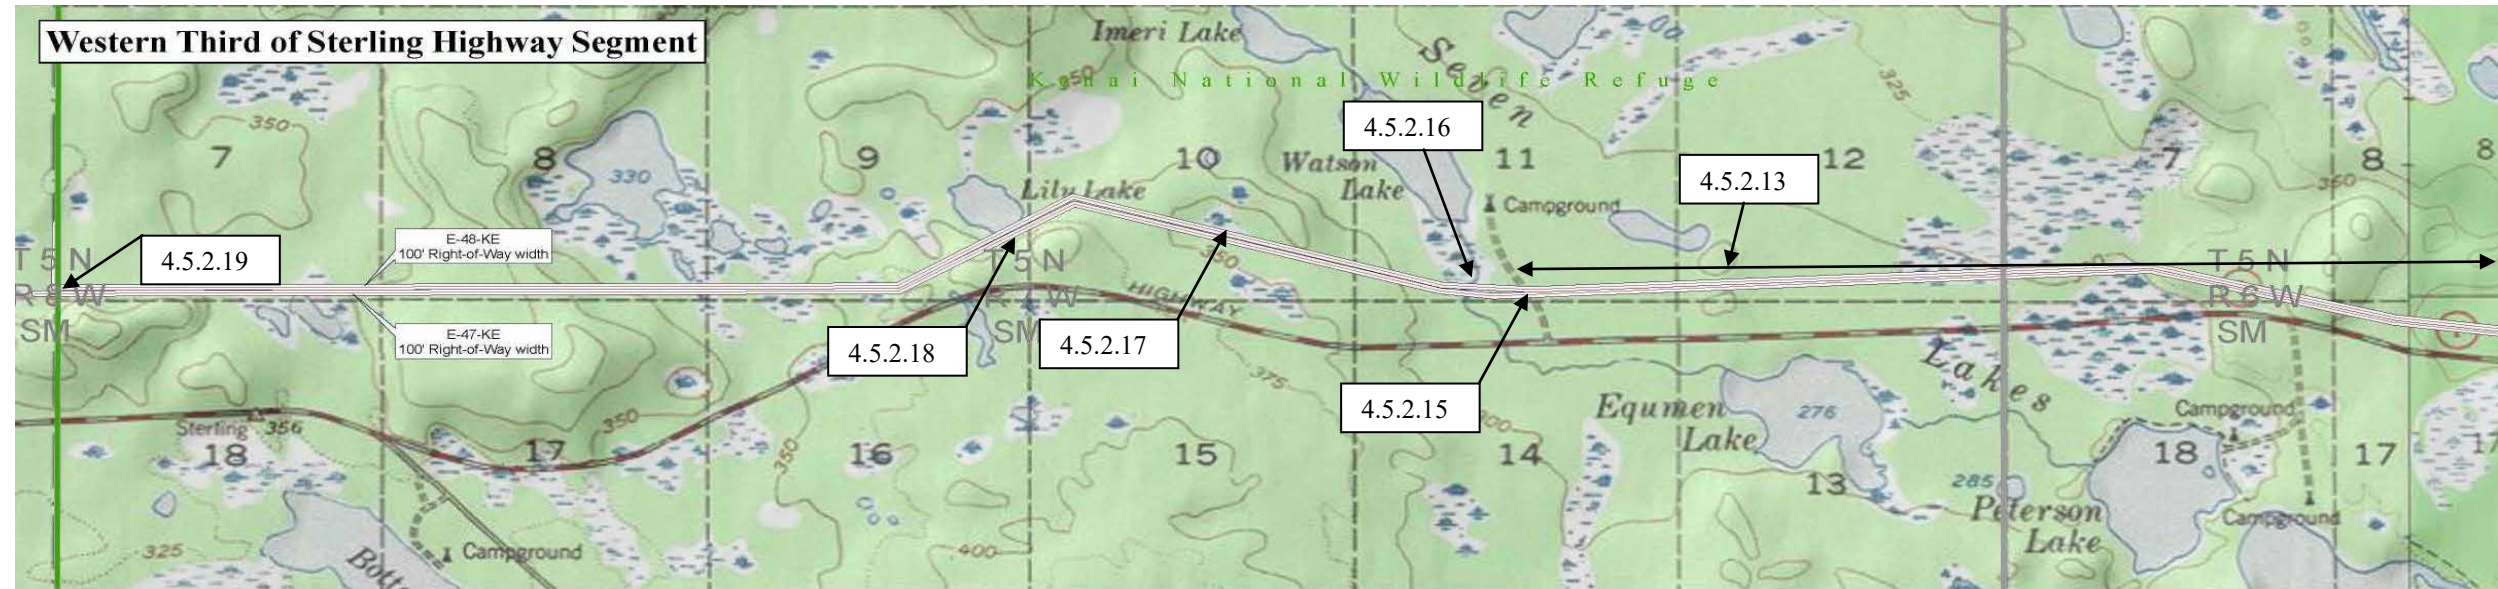 Western Third of Sterling Highway Segment
Imeri Lake
Seven
Kenai National Wildlife Refuge
350
325
4.5.2.16
7
8
9
10
11
12
7
8
8
330
Watson
Lake
Lily Lake
Campground
4.5.2.13
350
4.5.2.19
E-48-KE
100' Right-of-Way width
T 5 N
R 8 W
SM
T 5 N
R 7 W
SM
350
T 5 N
R 6 W
SM
HIGHWAY
E-47-KE
100' Right-of-Way width
4.5.2.18
4.5.2.17
4.5.2.15
375
Lakes
Equmen
Lake
276
Campground
Sterling
356
350
350
400
18
17
16
15
14
13
18
17
17
285
Peterson
Lake
Campground
325
Campground
400
Bott